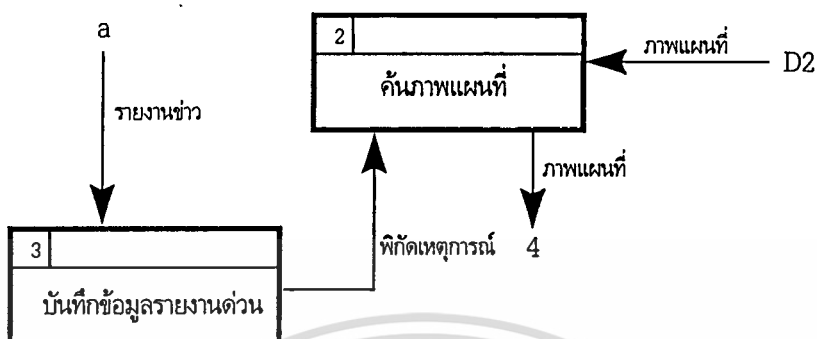 a
2
ภาพแผนที่
D2
ค้นภาพแผนที่
รายงานข่าว
ภาพแผนที่
3
พิกัดเหตุการณ์
4
บันทึกข้อมูลรายงานด่วน